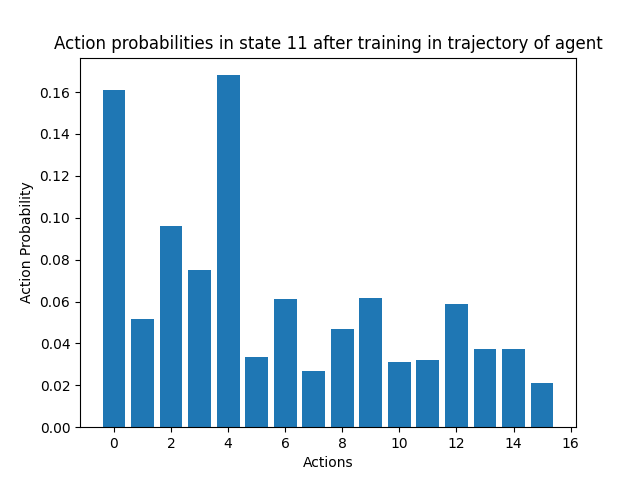 Action probabilities in state 11 after training in trajectory of agent
0.16
0.14
0.12
0.10
0.08
0.06
0.04
0.02
0.00
Action Probability
0 2 4 6 8 10 12 14 16
Actions